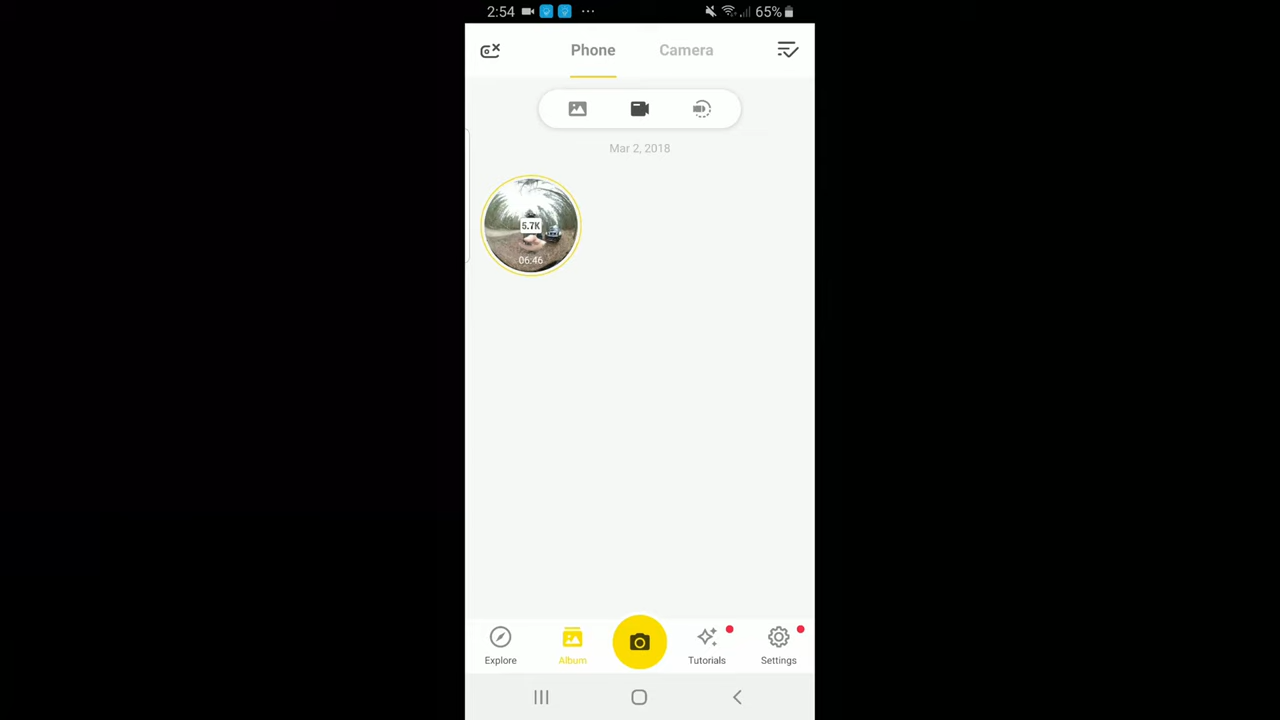 2:54 65%
Phone Camera
Mar 2, 2018
5.7K
06:46
Explore Album Tutorials Settings